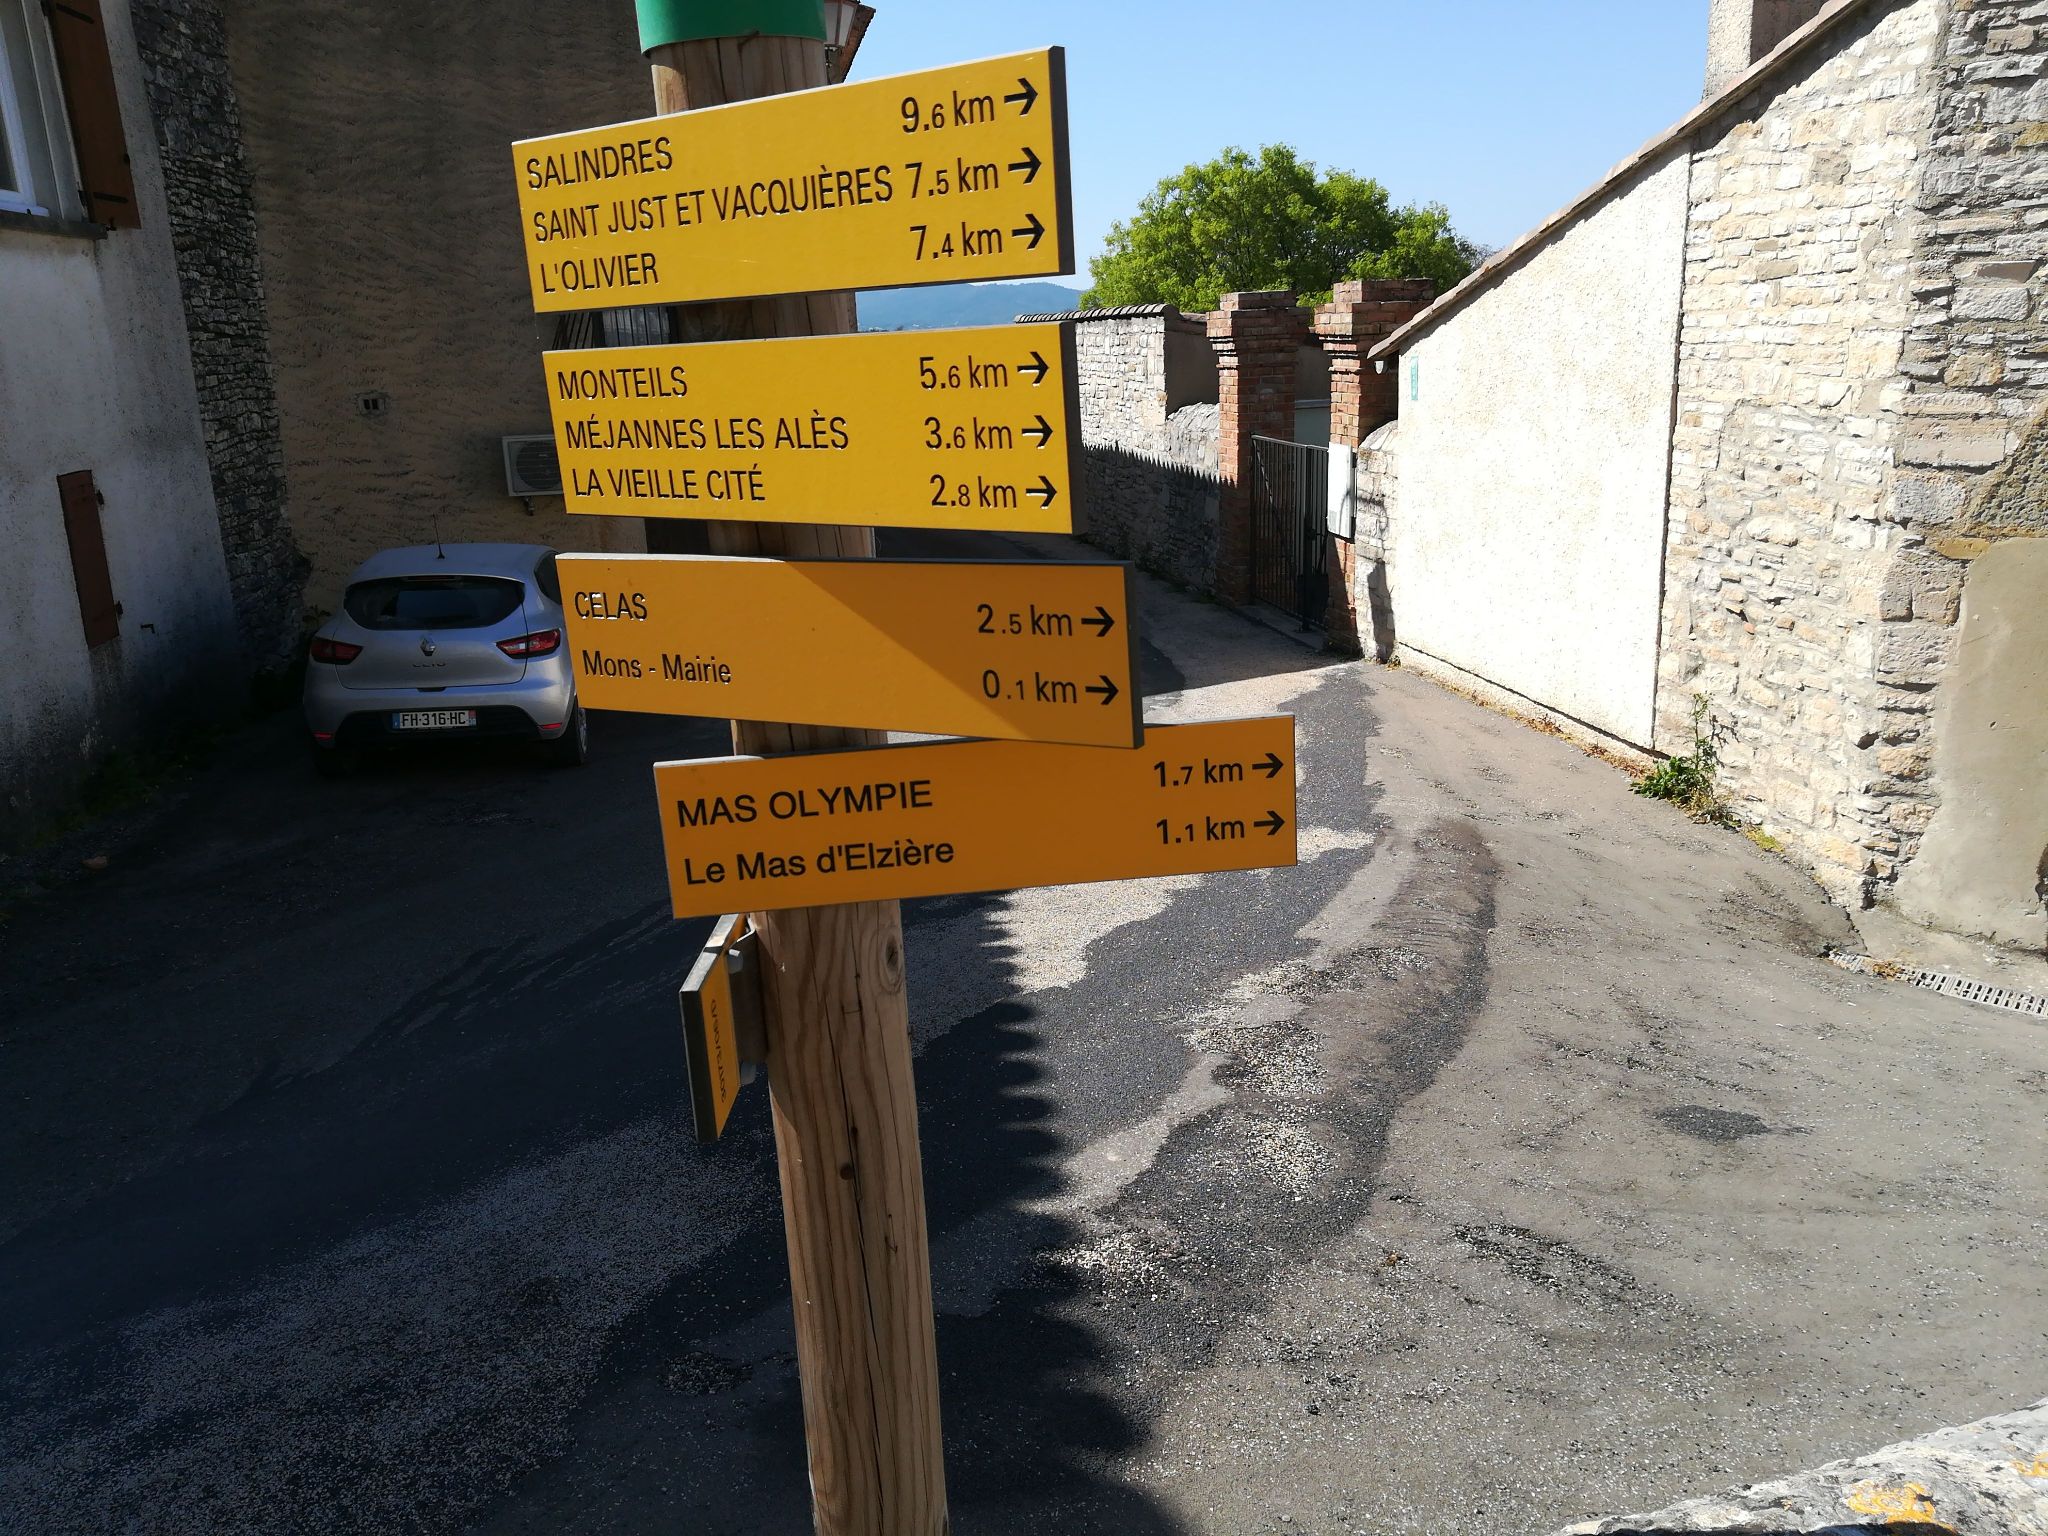 SALINDRES 9.6 km →
SAINT JUST ET VACQUIÈRES 7.5 km →
L'OLIVIER 7.4 km →
MONTEILS 5.6 km →
MÉJANNES LES ALÈS 3.6 km →
LA VIEILLE CITÉ 2.8 km →
CELAS 2.5 km →
Mons - Mairie 0.1 km →
MAS OLYMPIE 1.7 km →
Le Mas d'Elzière 1.1 km →
CLIO
FH-316-HC